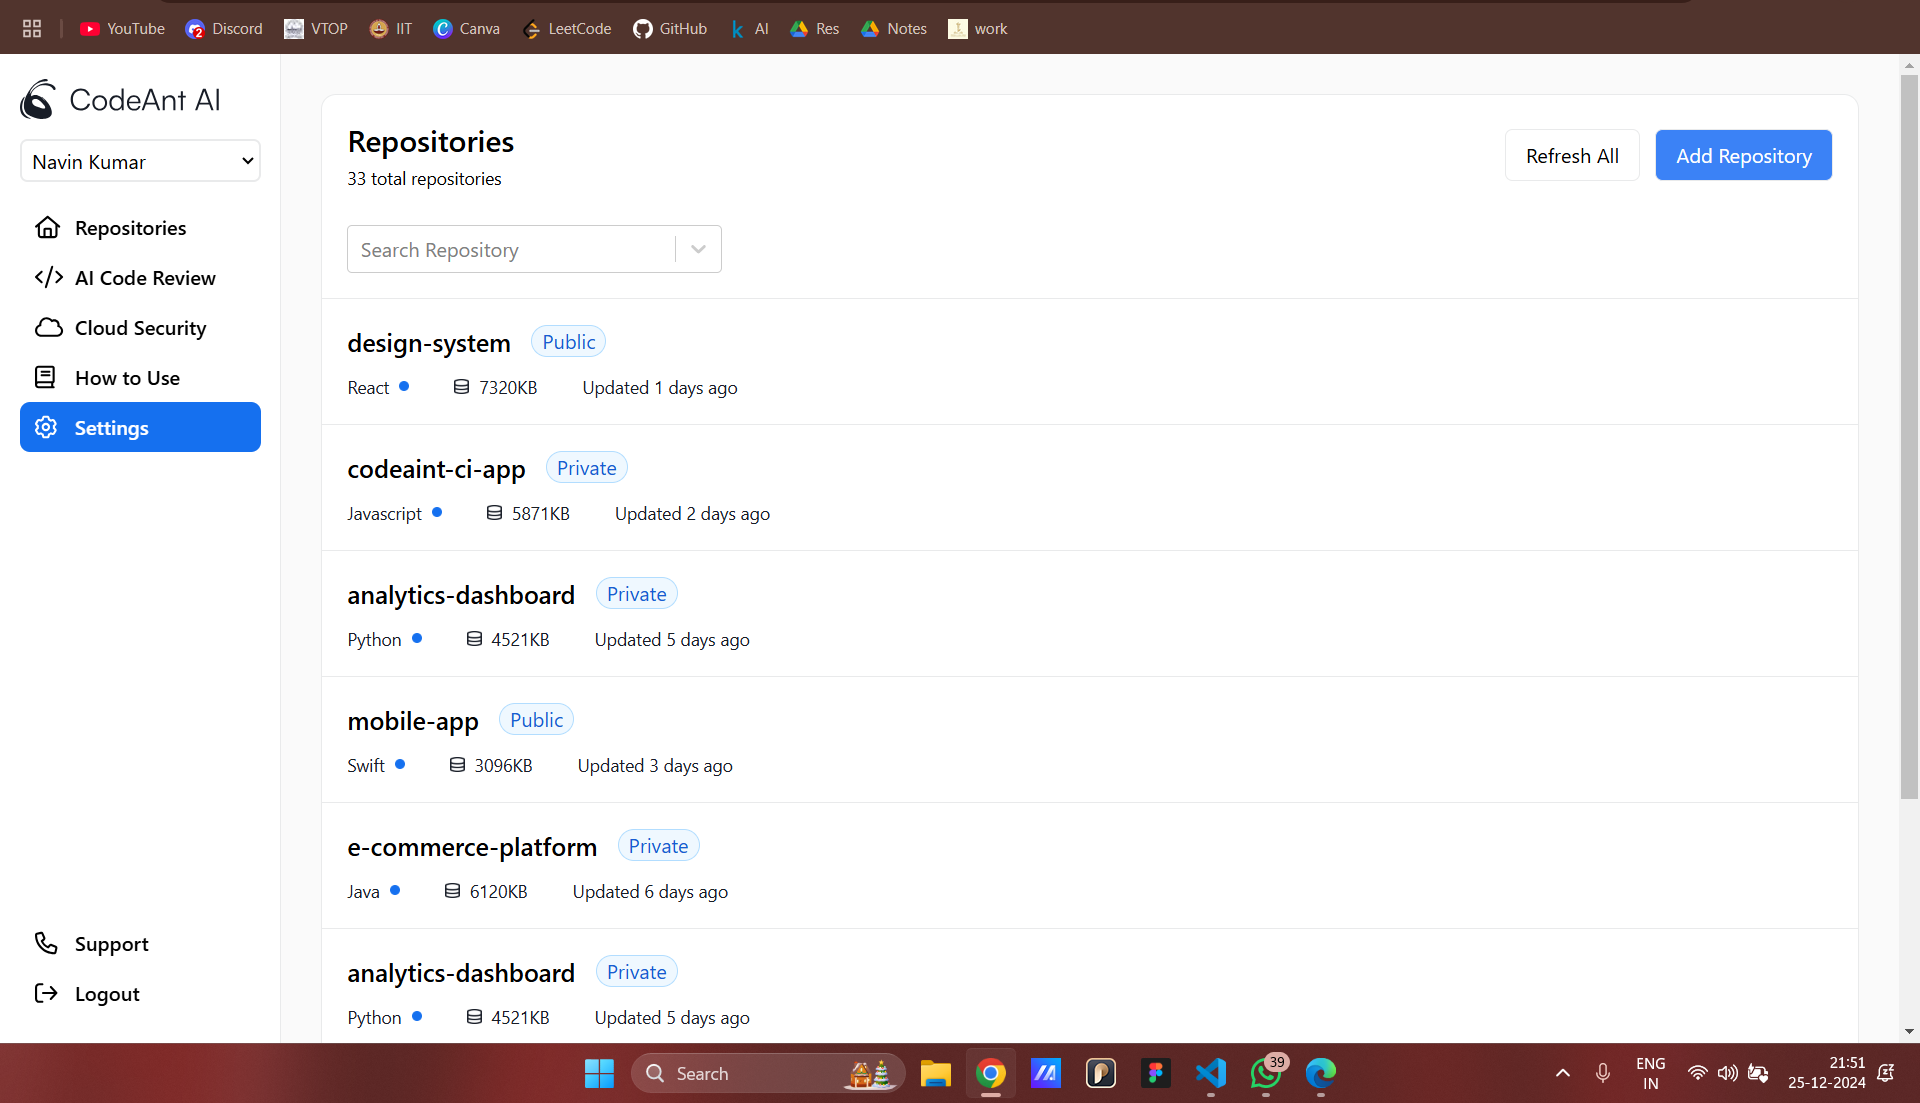 YouTube Discord VTOP IIT Canva LeetCode GitHub AI Res Notes work
2
CodeAnt AI
Navin Kumar
Repositories
AI Code Review
Cloud Security
How to Use
Settings
Support
Logout
Repositories
33 total repositories
Refresh All
Add Repository
Search Repository
design-system Public
React 7320KB Updated 1 days ago
codeaint-ci-app Private
Javascript 5871KB Updated 2 days ago
analytics-dashboard Private
Python 4521KB Updated 5 days ago
mobile-app Public
Swift 3096KB Updated 3 days ago
e-commerce-platform Private
Java 6120KB Updated 6 days ago
analytics-dashboard Private
Python 4521KB Updated 5 days ago
Search
39
ENG
IN
21:51
25-12-2024